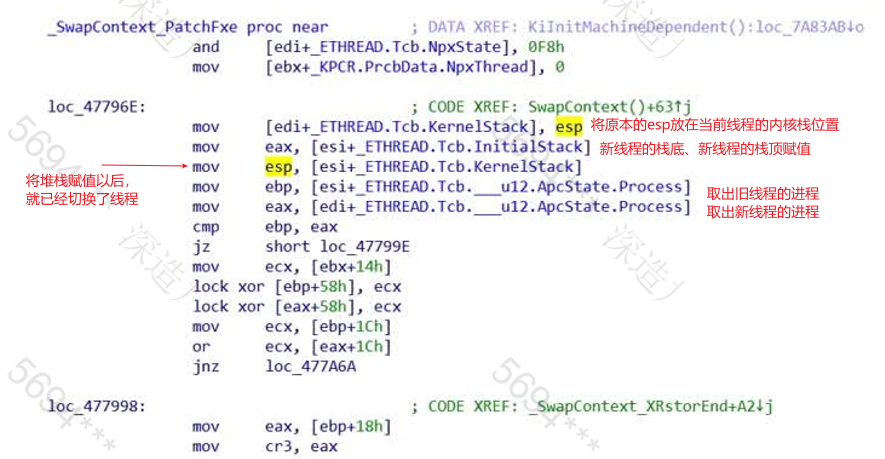 _SwapContext_PatchFxe proc near ; DATA XREF: KiInitMachineDependent():loc_7A83AB↓o
and [edi+_ETHREAD.Tcb.NpxState], 0F8h
mov [ebx+_KPCR.PrcbData.NpxThread], 0
loc_47796E: ; CODE XREF: SwapContext()+63↑j
mov [edi+_ETHREAD.Tcb.KernelStack], esp 将原本的esp放在当前线程的内核栈位置
mov eax, [esi+_ETHREAD.Tcb.InitialStack] 新线程的栈底、新线程的栈顶赋值
mov esp, [esi+_ETHREAD.Tcb.KernelStack]
将堆栈赋值以后，
就已经切换了线程
mov ebp, [esi+_ETHREAD.Tcb.___u12.ApcState.Process] 取出旧线程的进程
mov eax, [edi+_ETHREAD.Tcb.___u12.ApcState.Process] 取出新线程的进程
cmp ebp, eax
jz short loc_47799E
mov ecx, [ebx+14h]
lock xor [ebp+58h], ecx
lock xor [eax+58h], ecx
mov ecx, [ebp+1Ch]
or ecx, [eax+1Ch]
jnz loc_477A6A
loc_477998: ; CODE XREF: _SwapContext_XRstorEnd+A2↓j
mov eax, [ebp+18h]
mov cr3, eax
5694***
深造）
5694***
深造）
5694***
5694***